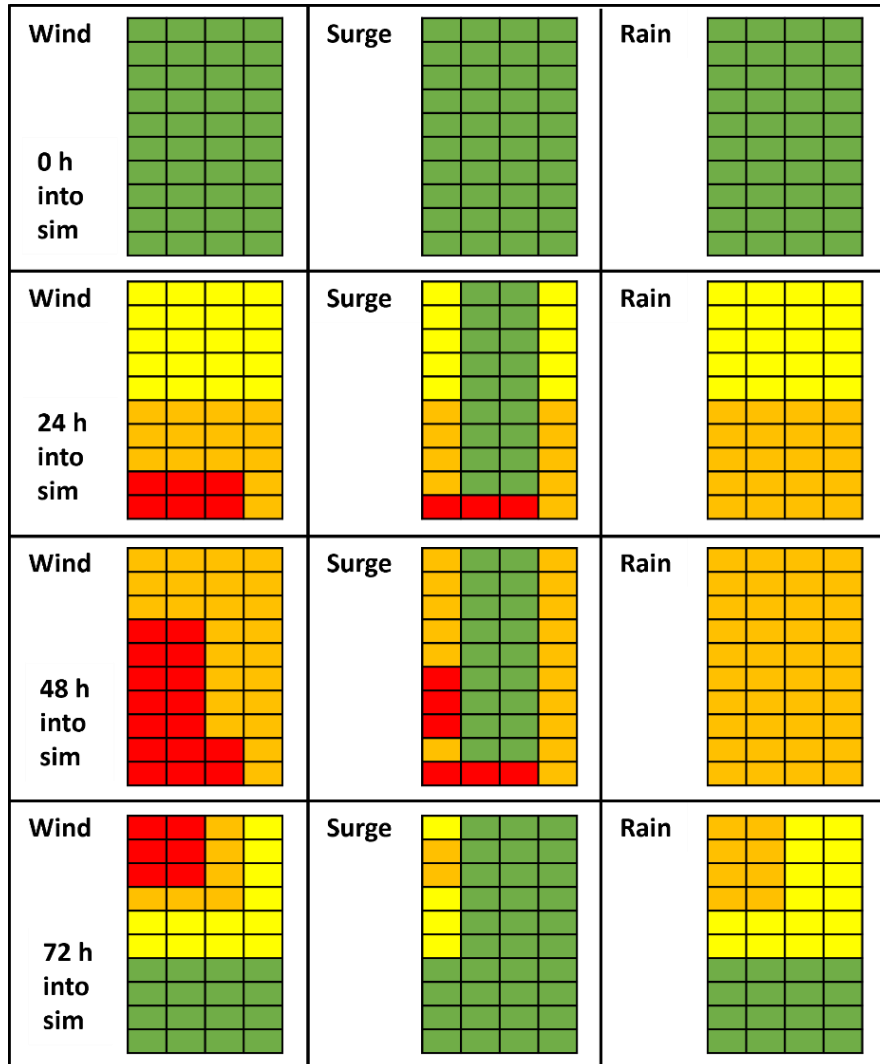 Wind
Surge
Rain
0 h
into
sim
Wind
Surge
Rain
24 h
into
sim
Wind
Surge
Rain
48 h
into
sim
Wind
Surge
Rain
72 h
into
sim